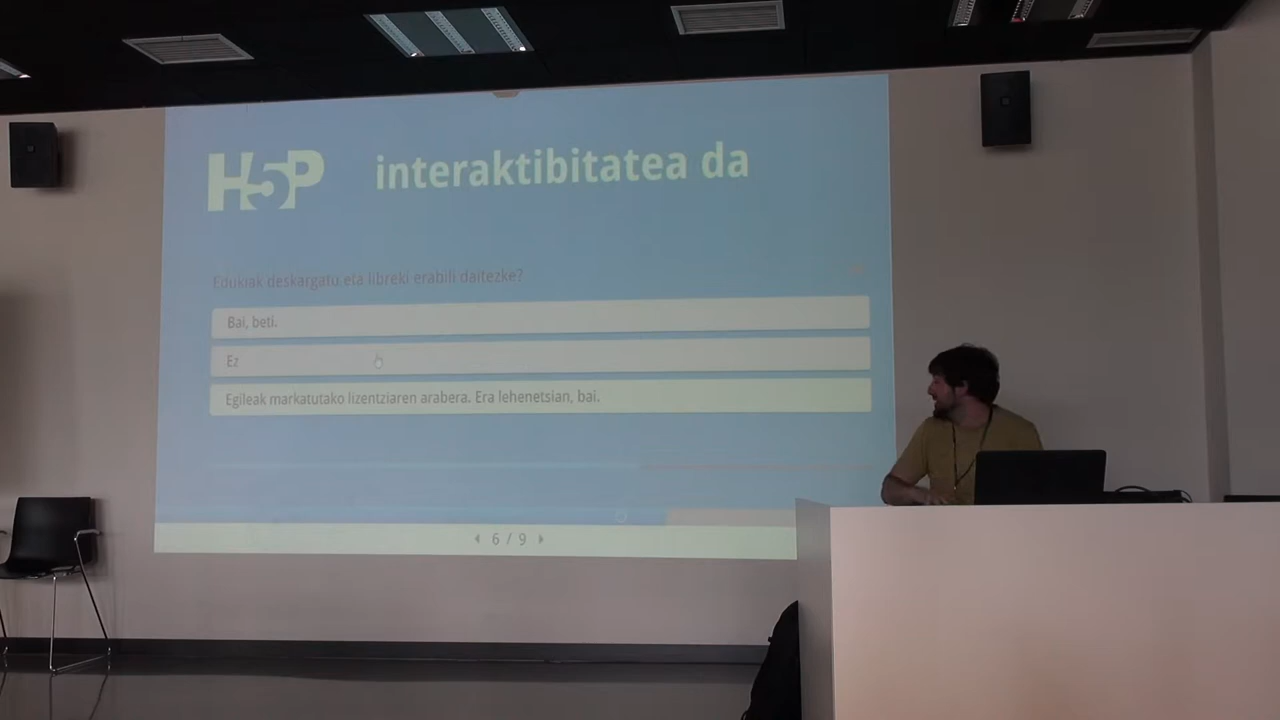 H5P interaktibitatea da
Edukiak deskargatu eta libreki erabili daitezke?
Bai, beti.
Ez
Egileak markatutako lizentziaren arabera. Era lehenetsian, bai.
6 / 9